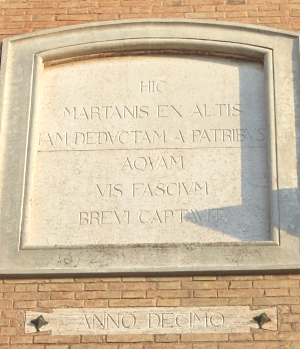 HIC
MARTANIS EX ALTIS
IAM DEDVCTAM A PATRIBVS
AQVAM
VIS FASCIVM
BREVI CAPTAVIT
ANNO DECIMO